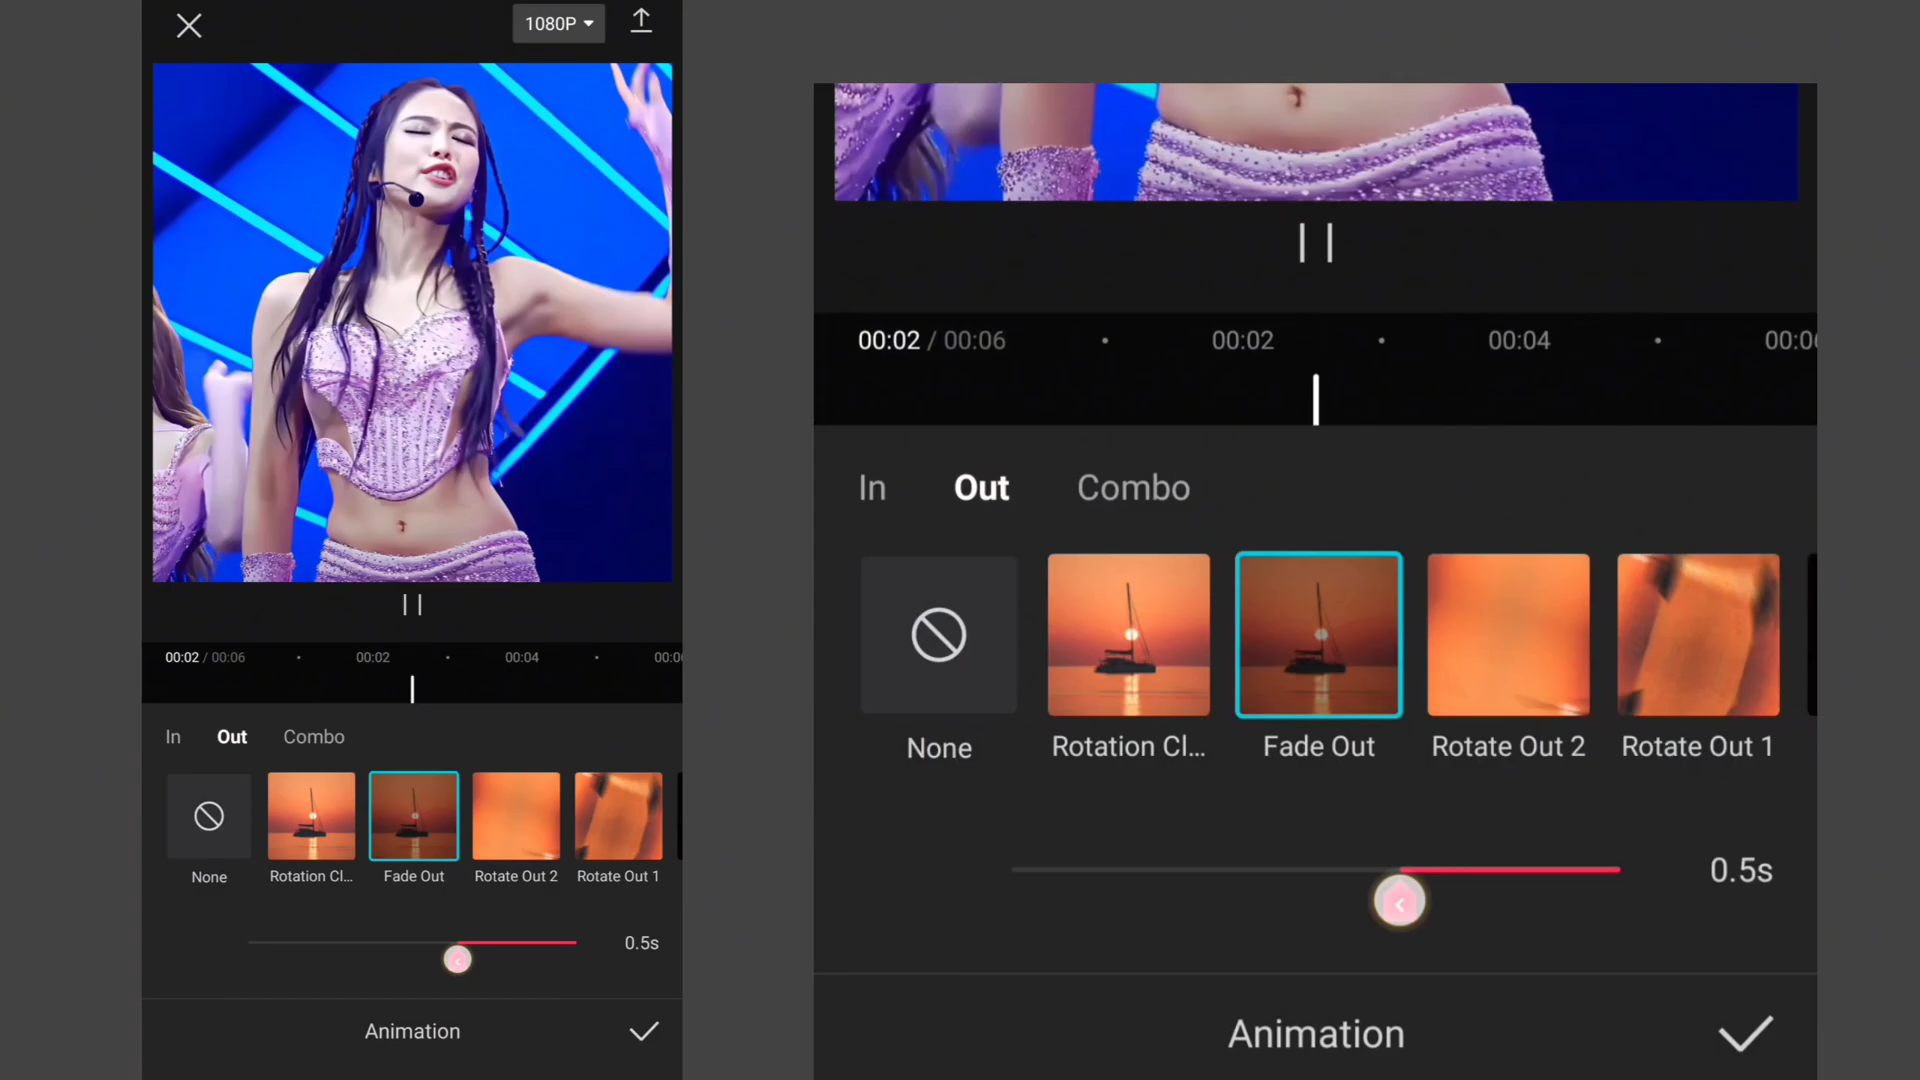 1080P
00:02 / 00:06
00:02
00:04
In
Out
Combo
None
Rotation Cl...
Fade Out
Rotate Out 2
Rotate Out 1
0.5s
Animation
00:02 / 00:06
00:02
00:04
In
Out
Combo
None
Rotation Cl...
Fade Out
Rotate Out 2
Rotate Out 1
0.5s
Animation